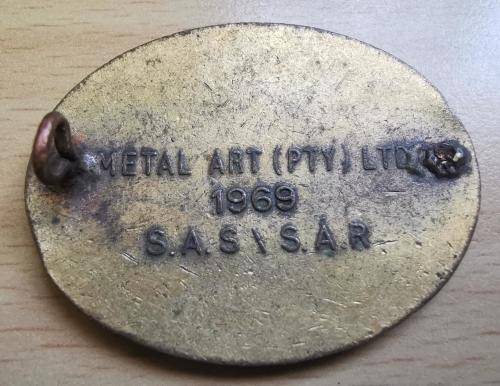 METAL ART (PTY) LTD
1969
S.A.S \ S.A.R